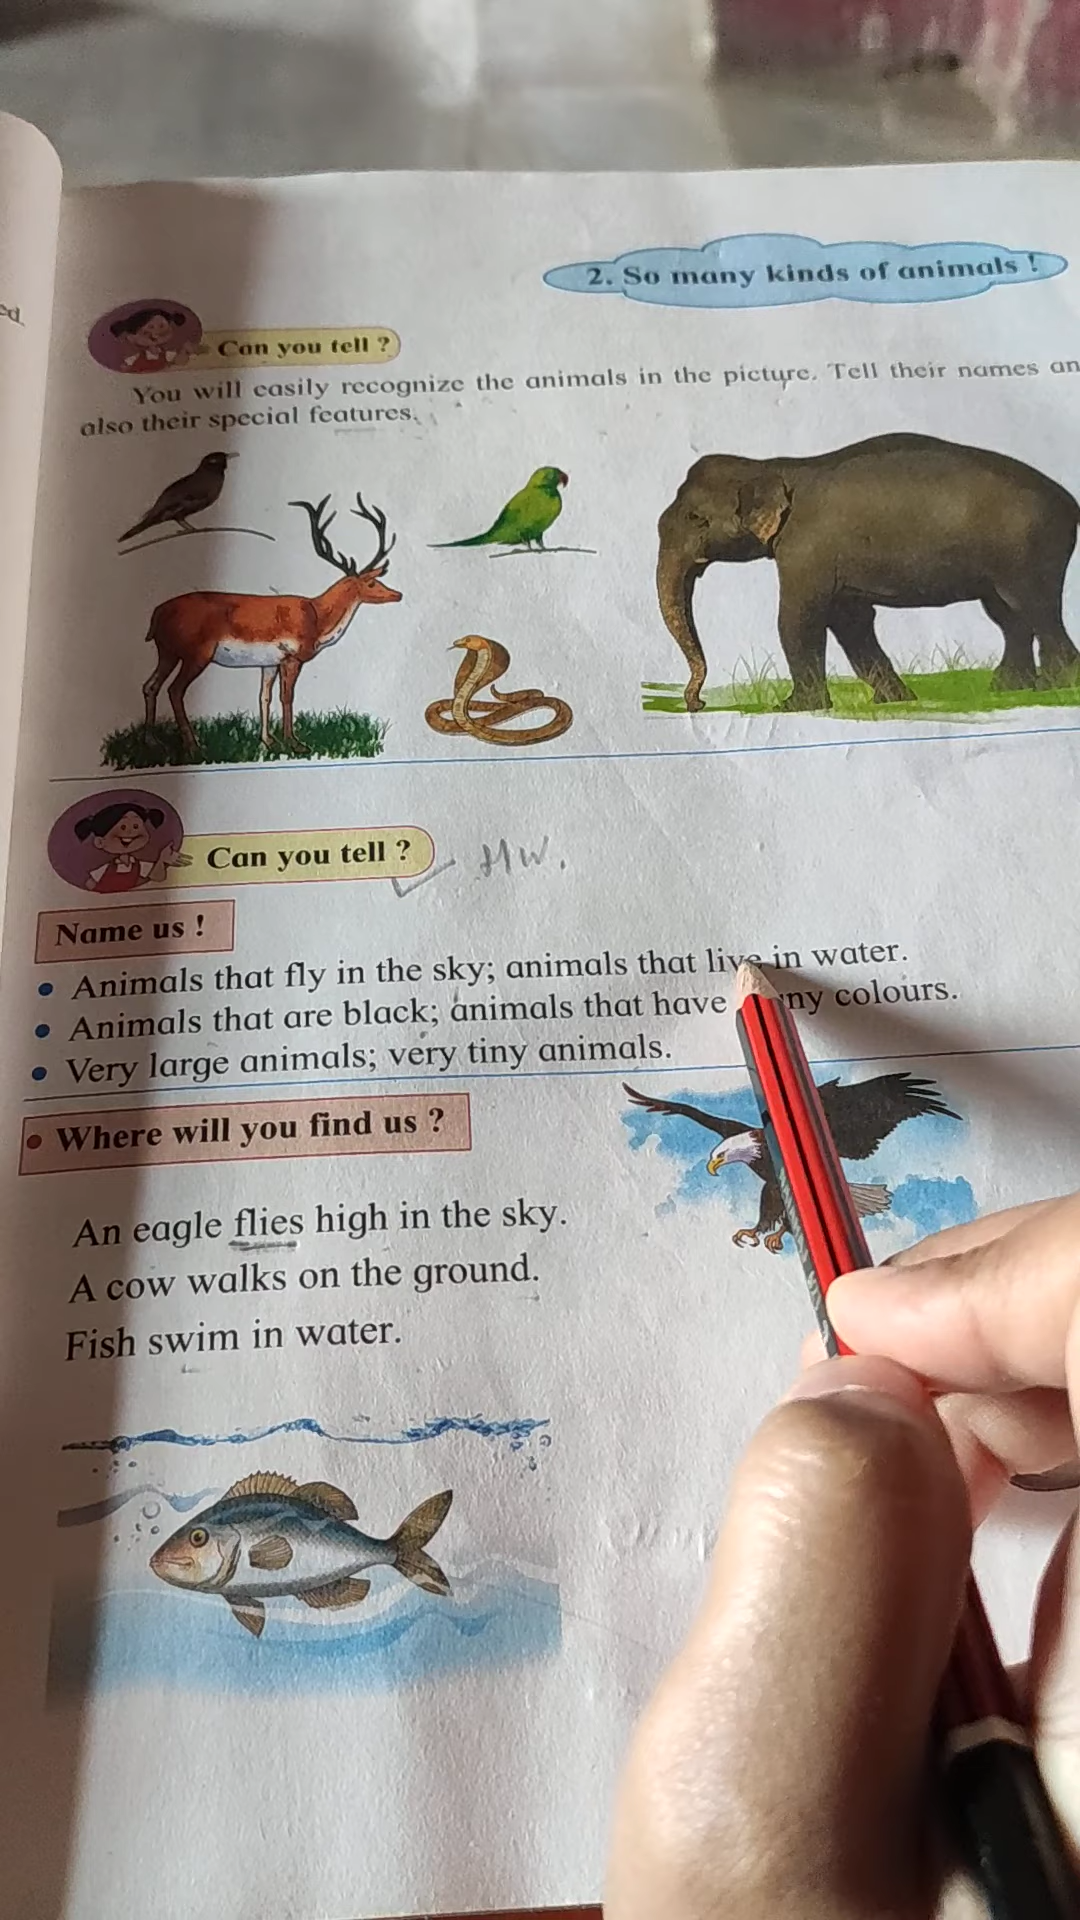 ed.
2. So many kinds of animals !
Can you tell ?
You will easily recognize the animals in the picture. Tell their names an
also their special features.
Can you tell ? HW.
Name us !
• Animals that fly in the sky; animals that live in water.
• Animals that are black; animals that have ny colours.
• Very large animals; very tiny animals.
• Where will you find us ?
An eagle flies high in the sky.
A cow walks on the ground.
Fish swim in water.